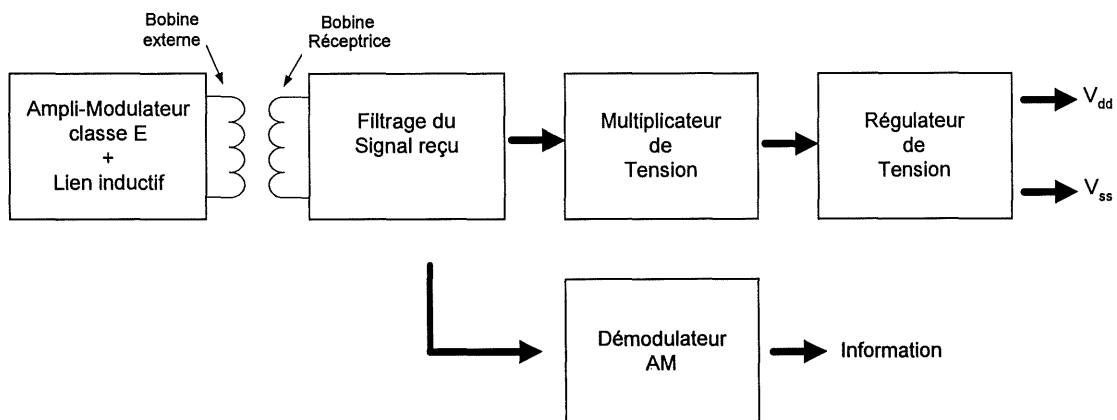 Bobine
externe
Bobine
Réceptrice
Ampli-Modulateur
classe E
+
Lien inductif
Filtrage du
Signal reçu
Multiplicateur
de
Tension
Régulateur
de
Tension
Vdd
Vss
Démodulateur
AM
Information